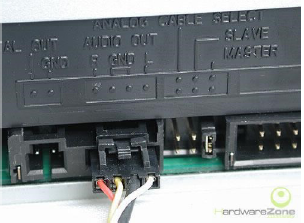 ANALOG CABLE SELECT
AL OUT AUDIO OUT SLAVE
GND R GND L MASTER
HardwareZone